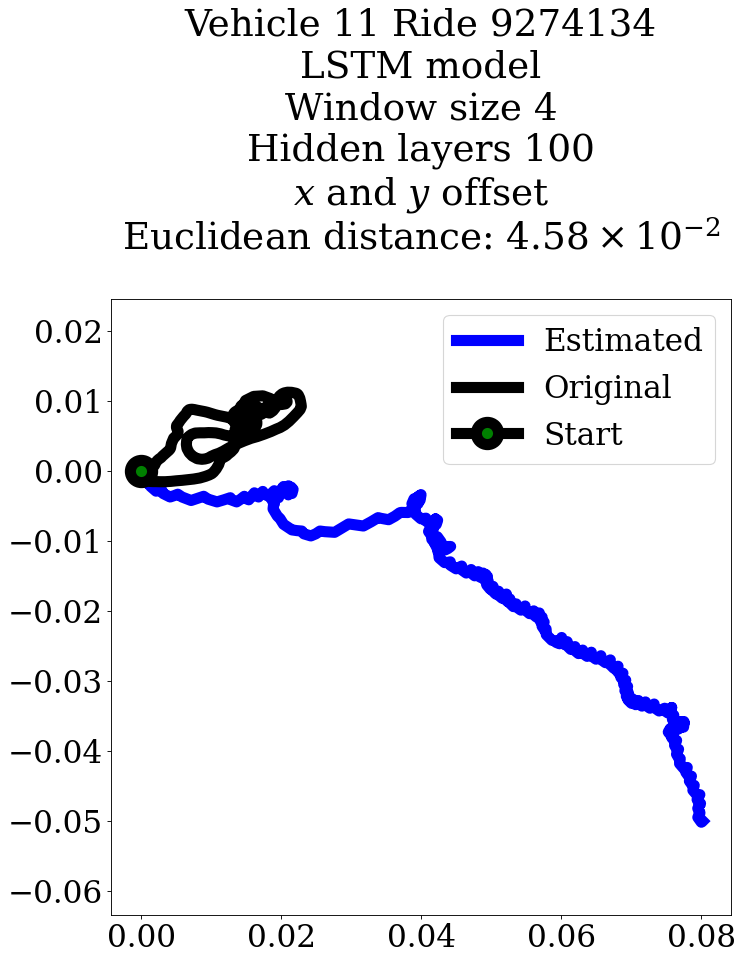 Vehicle 11 Ride 9274134
LSTM model
Window size 4
Hidden layers 100
x and y offset
Euclidean distance: 4.58 × 10⁻²
Estimated
Original
Start
0.02
0.01
0.00
−0.01
−0.02
−0.03
−0.04
−0.05
−0.06
0.00 0.02 0.04 0.06 0.08